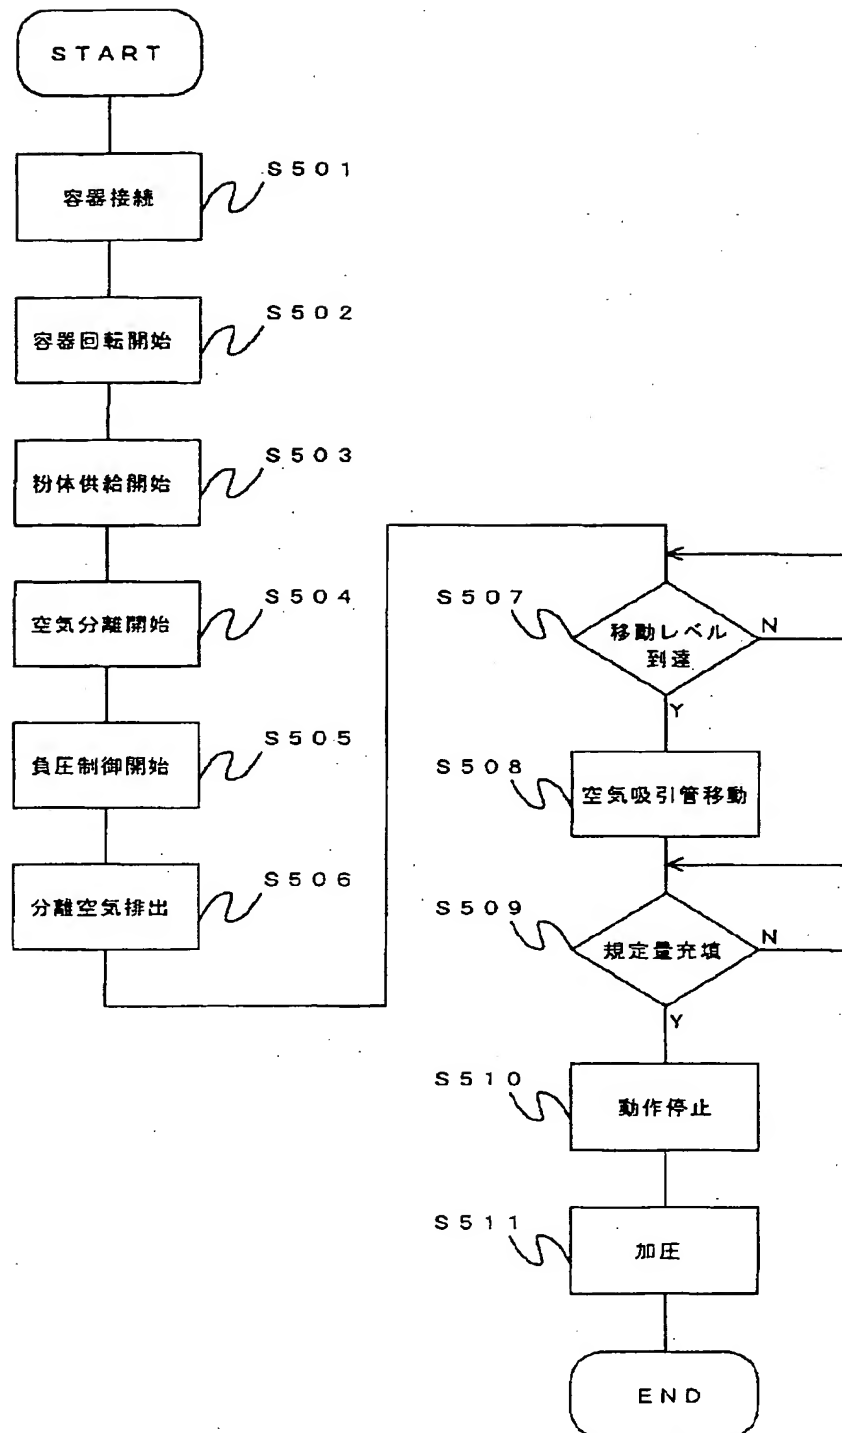 START
S501
容器接続
S502
容器回転開始
S503
粉体供給開始
S504
空気分離開始
S505
負圧制御開始
S506
分離空気排出
S507
移動レベル
到達
N
Y
S508
空気吸引管移動
S509
規定量充填
N
Y
S510
動作停止
S511
加圧
END